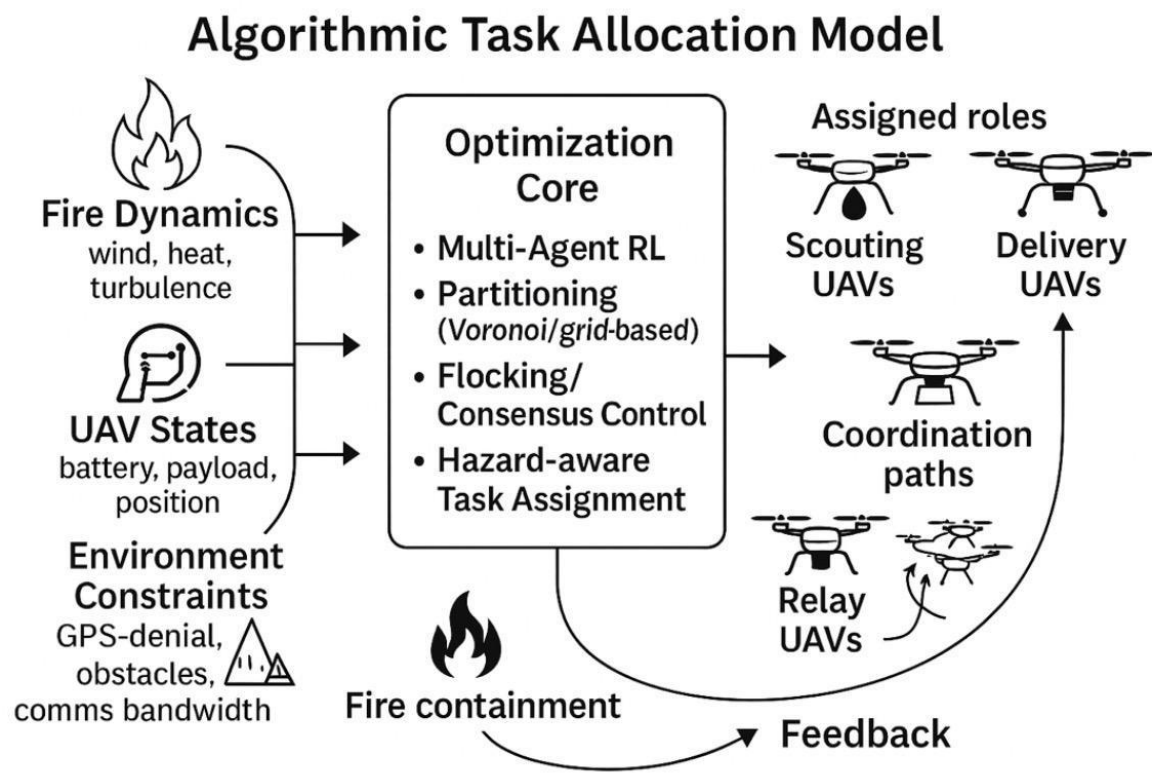 Algorithmic Task Allocation Model
Fire Dynamics
wind, heat,
turbulence
UAV States
battery, payload,
position
Environment
Constraints
GPS-denial,
obstacles,
comms bandwidth
Optimization
Core
• Multi-Agent RL
• Partitioning
(Voronoi/grid-based)
• Flocking/
Consensus Control
• Hazard-aware
Task Assignment
Assigned roles
Scouting
UAVs
Delivery
UAVs
Coordination
paths
Relay
UAVs
Fire containment
Feedback